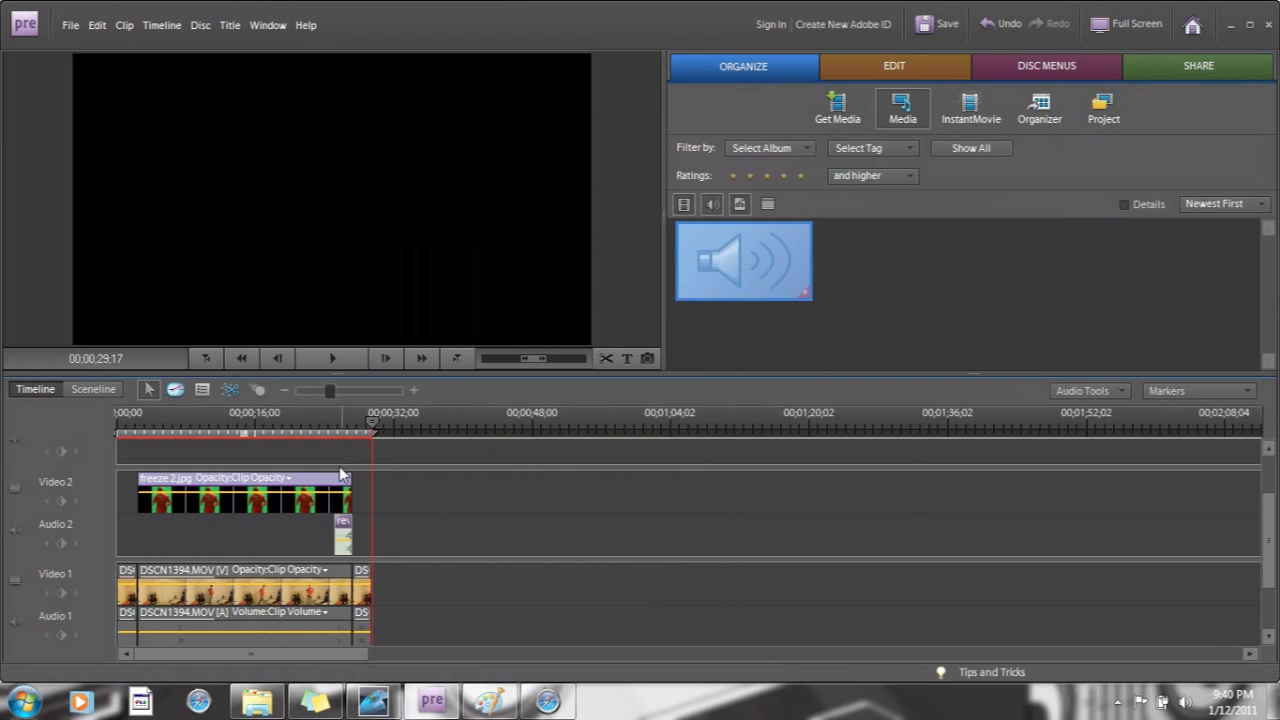 pre File Edit Clip Timeline Disc Title Window Help Sign In Create New Adobe ID Save Undo Redo Full Screen
ORGANIZE EDIT DISC MENUS SHARE
Get Media Media InstantMovie Organizer Project
Filter by: Select Album Select Tag Show All
Ratings: and higher
Details Newest First
00;00;29;17 T
Timeline Sceneline Audio Tools Markers
;00;00 00;00;16;00 00;00;32;00 00;00;48;00 00;01;04;02 00;01;20;02 00;01;36;02 00;01;52;02 00;02;08;04
Video 2 freeze 2.jpg Opacity:Clip Opacity
Audio 2 rev
Video 1 DS DSCN1394.MOV [V] Opacity:Clip Opacity DS
Audio 1 DS DSCN1394.MOV [A] Volume:Clip Volume DS
Tips and Tricks
pre 9:40 PM
1/12/2011